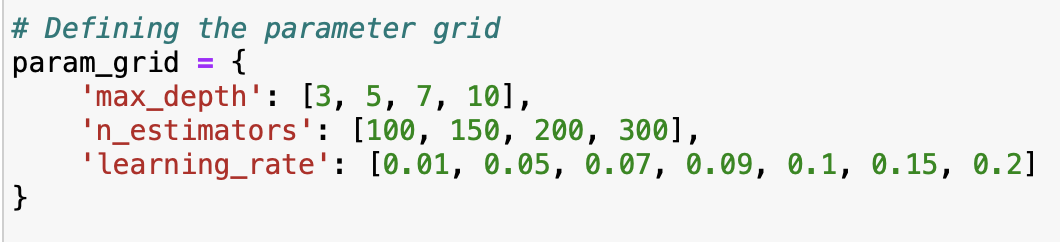 # Defining the parameter grid
param_grid = {
    'max_depth': [3, 5, 7, 10],
    'n_estimators': [100, 150, 200, 300],
    'learning_rate': [0.01, 0.05, 0.07, 0.09, 0.1, 0.15, 0.2]
}